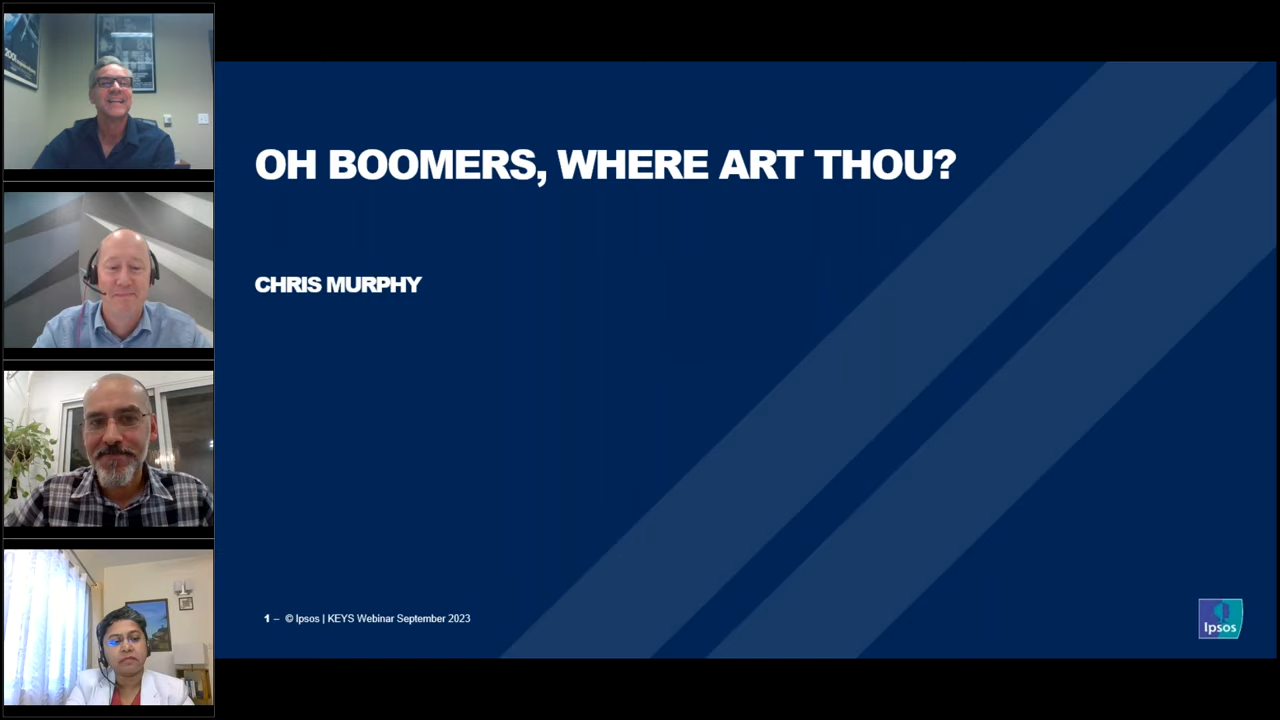 OH BOOMERS, WHERE ART THOU?
CHRIS MURPHY
1 – © Ipsos | KEYS Webinar September 2023
Ipsos